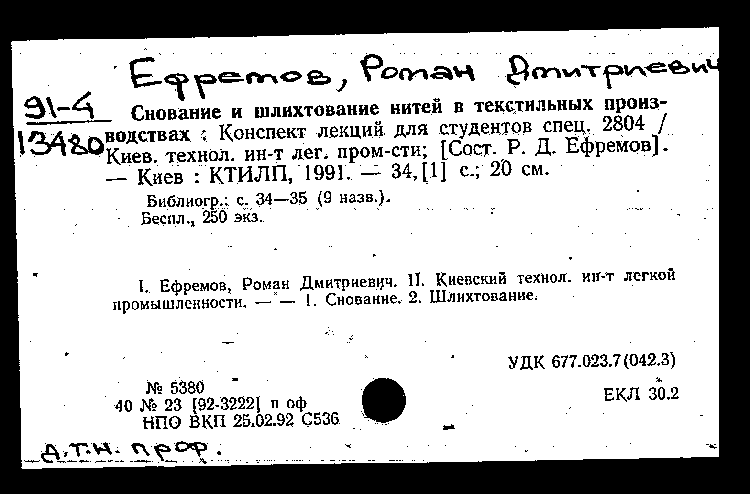 Ефремов, Роман Дмитриевич
91-4
13480
Снование и шлихтование нитей в текстильных произ-
водствах : Конспект лекций для студентов спец. 2804 /
Киев. технол. ин-т лег. пром-сти; [Сост. Р. Д. Ефремов].
— Киев : КТИЛП, 1991. — 34,[1] с.; 20 см.
Библиогр.: с. 34—35 (9 назв.).
Беспл., 250 экз.
I. Ефремов, Роман Дмитриевич. II. Киевский технол. ин-т легкой
промышленности. — — 1. Снование. 2. Шлихтование.
УДК 677.023.7(042.3)
№ 5380
40 № 23 [92-3222] п оф
ЕКЛ 30.2
НПО ВКП 25.02.92 С536
д.т.н. проф.